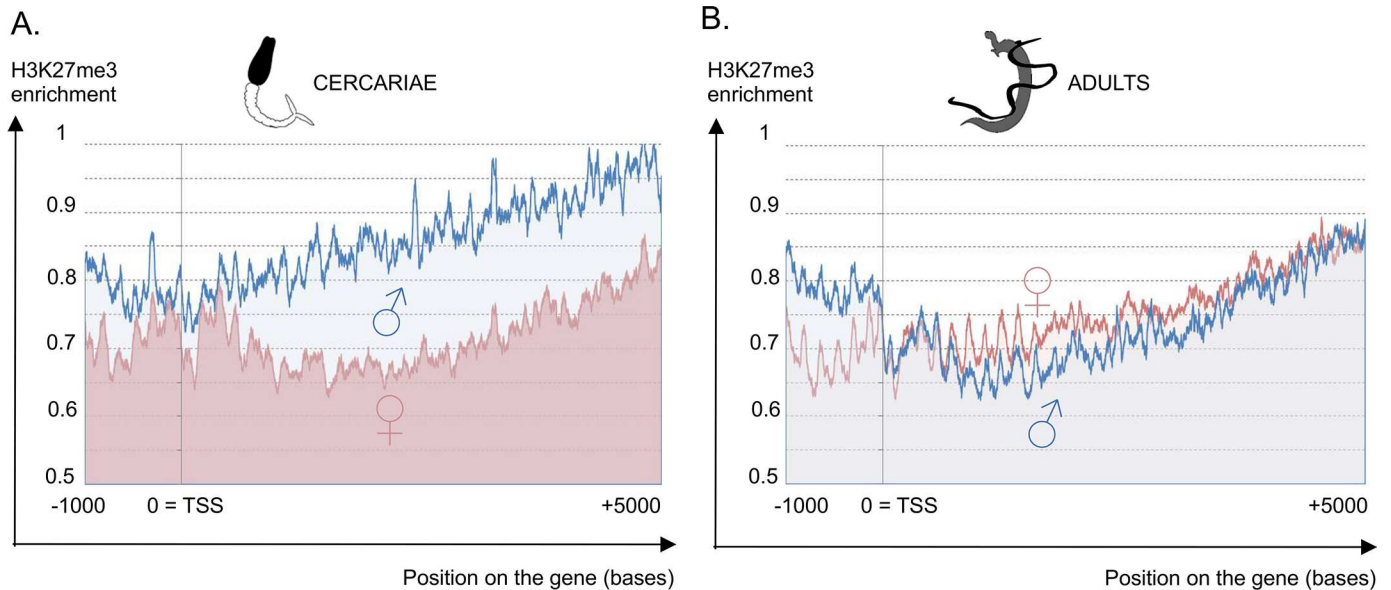 A.
H3K27me3
enrichment
CERCARIAE
1
0.9
0.8
0.7
0.6
0.5
-1000
0 = TSS
+5000
Position on the gene (bases)
B.
H3K27me3
enrichment
ADULTS
1
0.9
0.8
0.7
0.6
0.5
-1000
0 = TSS
+5000
Position on the gene (bases)